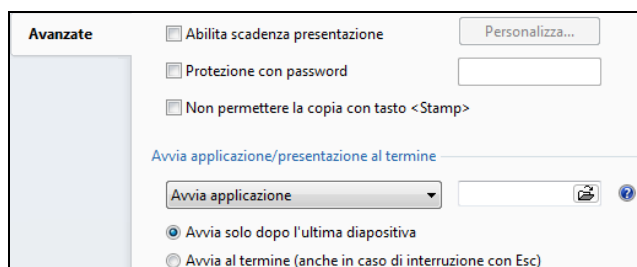 Avanzate
Abilita scadenza presentazione Personalizza...
Protezione con password
Non permettere la copia con tasto <Stamp>
Avvia applicazione/presentazione al termine
Avvia applicazione
Avvia solo dopo l'ultima diapositiva
Avvia al termine (anche in caso di interruzione con Esc)